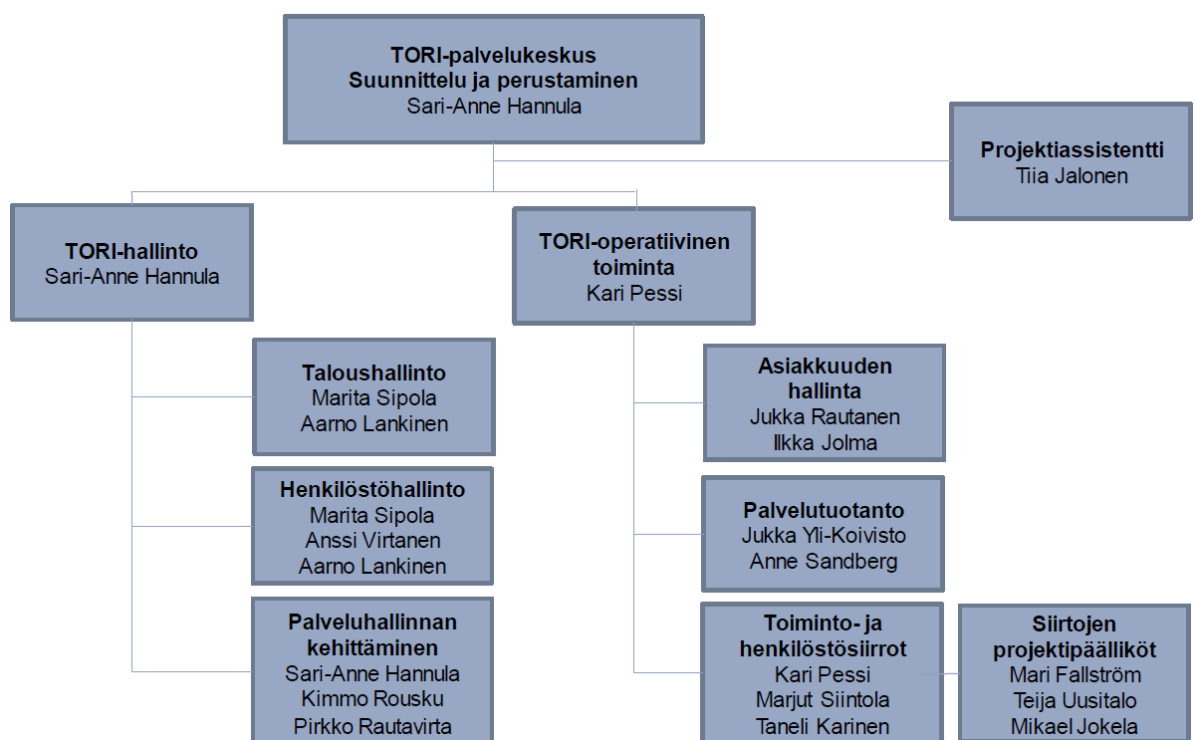 TORI-palvelukeskus
Suunnittelu ja perustaminen
Sari-Anne Hannula
Projektiassistentti
Tiia Jalonen
TORI-hallinto
Sari-Anne Hannula
TORI-operatiivinen
toiminta
Kari Pessi
Taloushallinto
Marita Sipola
Aarno Lankinen
Henkilöstöhallinto
Marita Sipola
Anssi Virtanen
Aarno Lankinen
Palveluhallinnan
kehittäminen
Sari-Anne Hannula
Kimmo Rousku
Pirkko Rautavirta
Asiakkuuden
hallinta
Jukka Rautanen
Ilkka Jolma
Palvelutuotanto
Jukka Yli-Koivisto
Anne Sandberg
Toiminto- ja
henkilöstösiirrot
Kari Pessi
Marjut Siintola
Taneli Karinen
Siirtojen
projektipäälliköt
Mari Fallström
Teija Uusitalo
Mikael Jokela